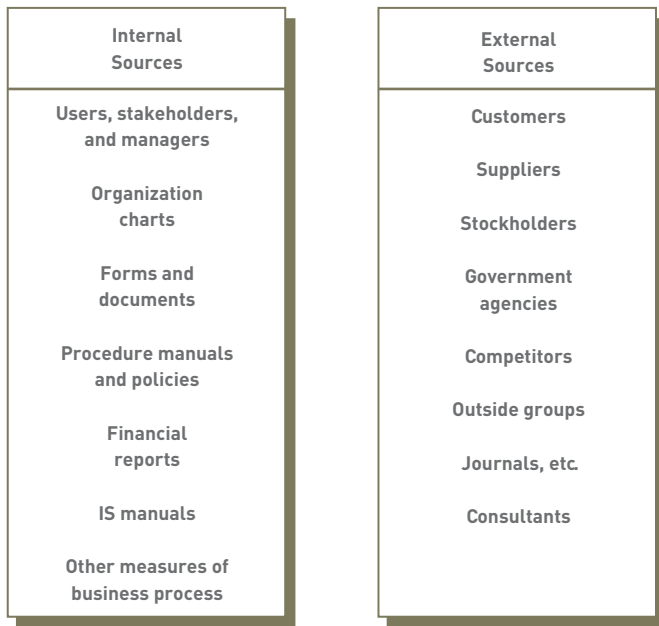 Internal
Sources
Users, stakeholders,
and managers
Organization
charts
Forms and
documents
Procedure manuals
and policies
Financial
reports
IS manuals
Other measures of
business process
External
Sources
Customers
Suppliers
Stockholders
Government
agencies
Competitors
Outside groups
Journals, etc.
Consultants